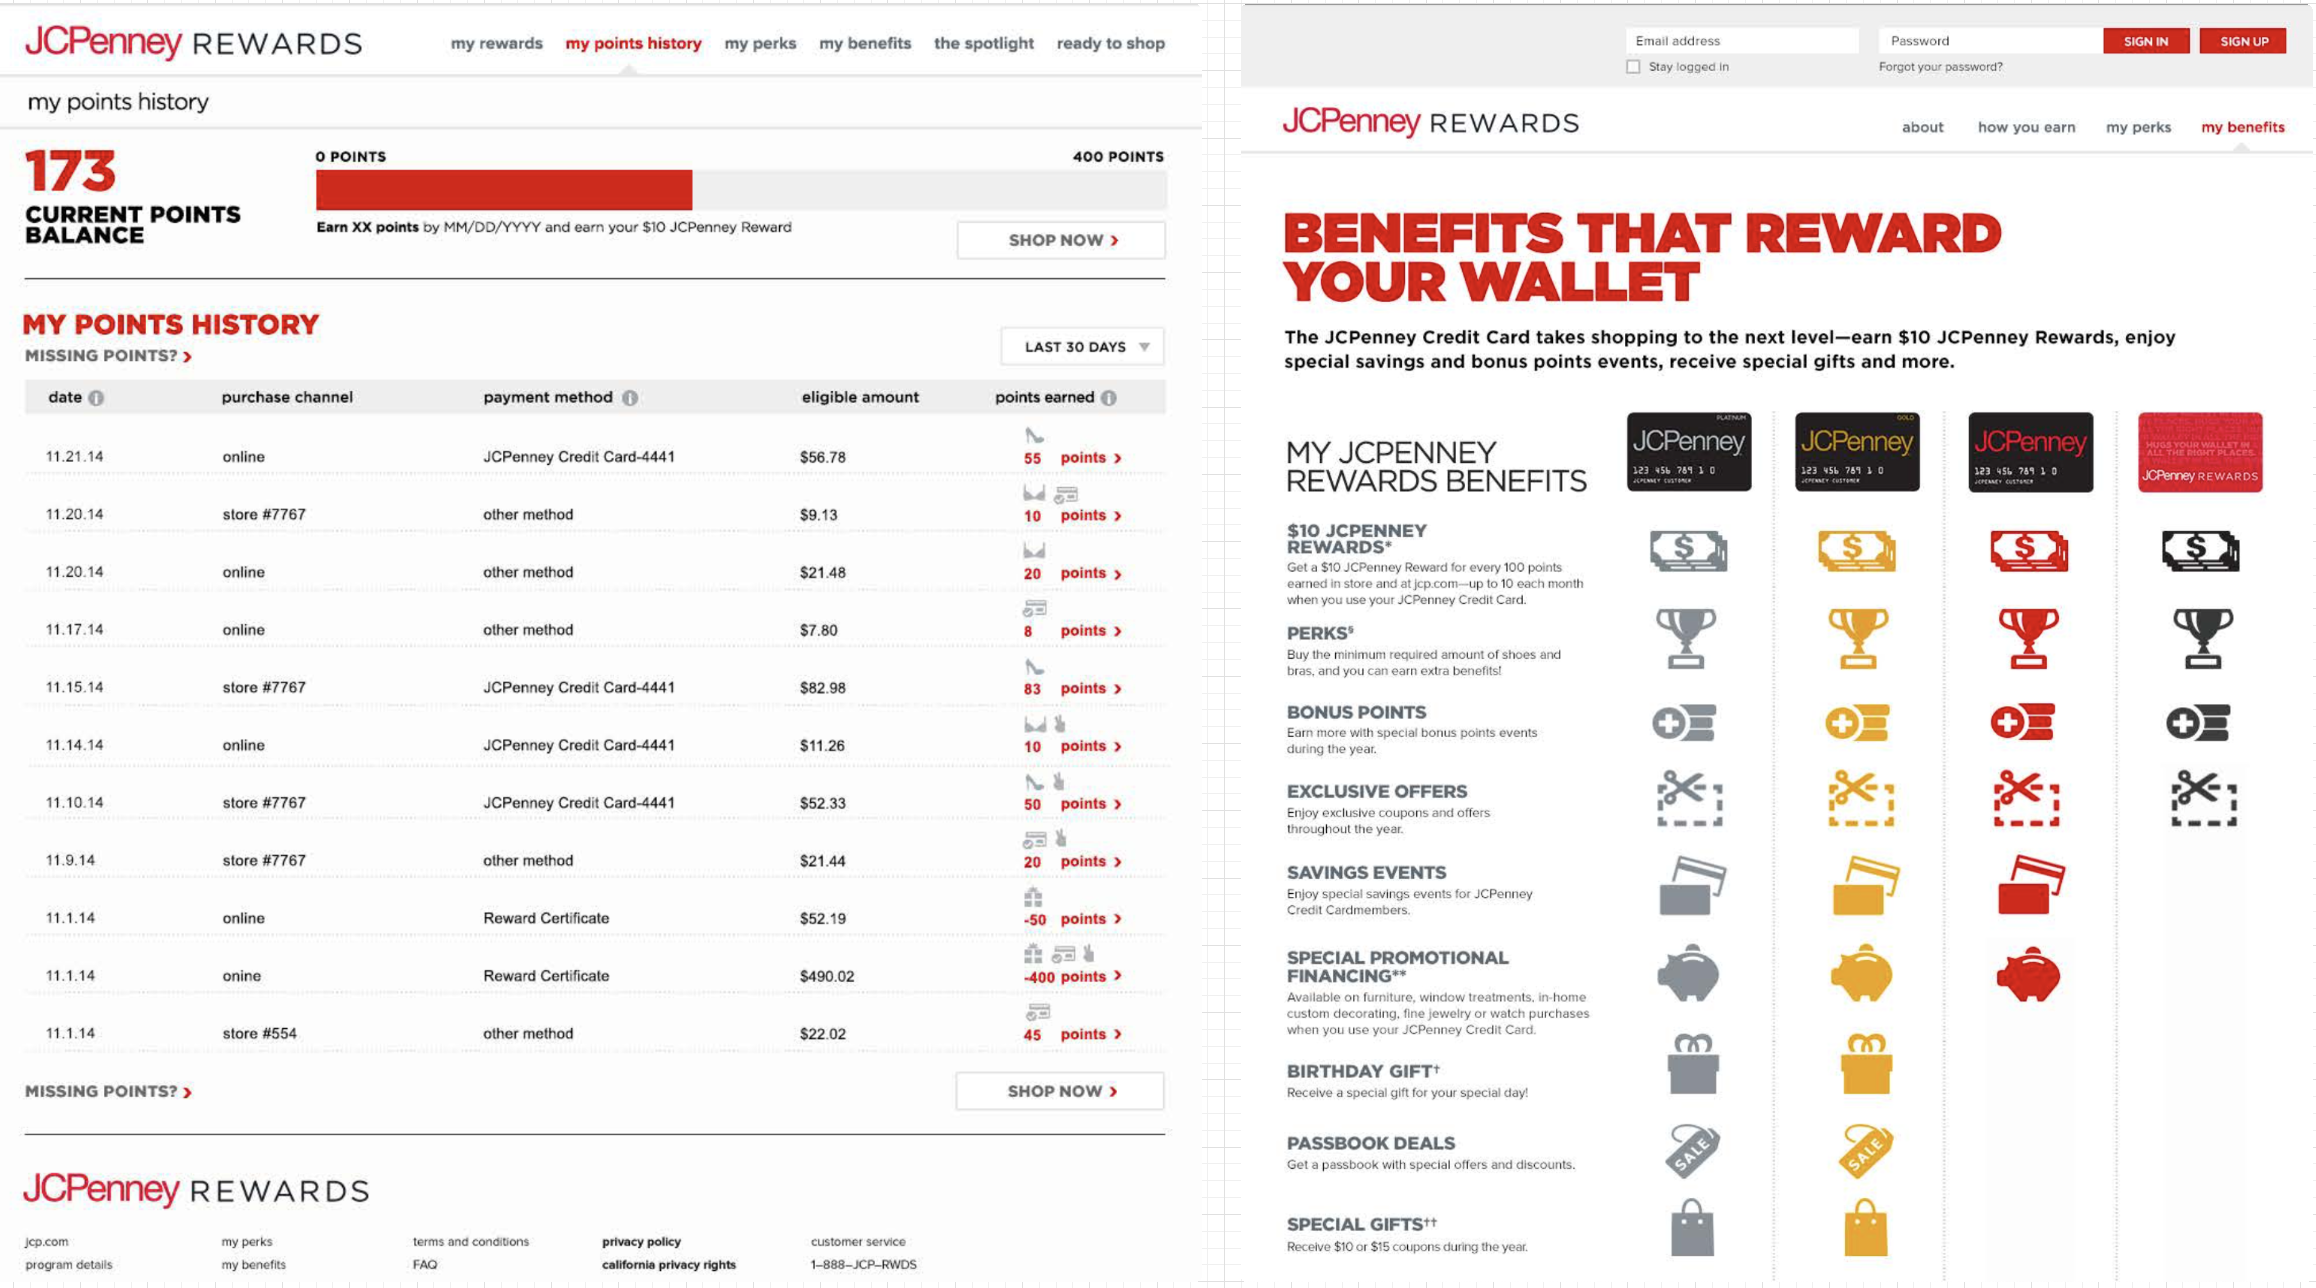 JCPenney REWARDS
my rewards my points history my perks my benefits the spotlight ready to shop
my points history
173
CURRENT POINTS
BALANCE
0 POINTS 400 POINTS
Earn XX points by MM/DD/YYYY and earn your $10 JCPenney Reward
SHOP NOW >
MY POINTS HISTORY
MISSING POINTS? >
LAST 30 DAYS
date i purchase channel payment method i eligible amount points earned i
11.21.14 online JCPenney Credit Card-4441 $56.78 55 points >
11.20.14 store #7767 other method $9.13 10 points >
11.20.14 online other method $21.48 20 points >
11.17.14 online other method $7.80 8 points >
11.15.14 store #7767 JCPenney Credit Card-4441 $82.98 83 points >
11.14.14 online JCPenney Credit Card-4441 $11.26 10 points >
11.10.14 store #7767 JCPenney Credit Card-4441 $52.33 50 points >
11.9.14 store #7767 other method $21.44 20 points >
11.1.14 online Reward Certificate $52.19 -50 points >
11.1.14 onine Reward Certificate $490.02 -400 points >
11.1.14 store #554 other method $22.02 45 points >
MISSING POINTS? >
SHOP NOW >
JCPenney REWARDS
jcp.com my perks terms and conditions privacy policy customer service
program details my benefits FAQ california privacy rights 1-888-JCP-RWDS
Email address Password SIGN IN SIGN UP
Stay logged in Forgot your password?
JCPenney REWARDS
about how you earn my perks my benefits
BENEFITS THAT REWARD
YOUR WALLET
The JCPenney Credit Card takes shopping to the next level—earn $10 JCPenney Rewards, enjoy
special savings and bonus points events, receive special gifts and more.
MY JCPENNEY
REWARDS BENEFITS
PLATINUM
JCPenney
123 456 789 1 0
JCPENNEY CUSTOMER
GOLD
JCPenney
123 456 789 1 0
JCPENNEY CUSTOMER
JCPenney
123 456 789 1 0
JCPENNEY CUSTOMER
HUGS YOUR WALLET IN
ALL THE RIGHT PLACES.
JCPenney REWARDS
$10 JCPENNEY
REWARDS*
Get a $10 JCPenney Reward for every 100 points
earned in store and at jcp.com—up to 10 each month
when you use your JCPenney Credit Card.
PERKS§
Buy the minimum required amount of shoes and
bras, and you can earn extra benefits!
BONUS POINTS
Earn more with special bonus points events
during the year.
EXCLUSIVE OFFERS
Enjoy exclusive coupons and offers
throughout the year.
SAVINGS EVENTS
Enjoy special savings events for JCPenney
Credit Cardmembers.
SPECIAL PROMOTIONAL
FINANCING**
Available on furniture, window treatments, in-home
custom decorating, fine jewelry or watch purchases
when you use your JCPenney Credit Card.
BIRTHDAY GIFT†
Receive a special gift for your special day!
PASSBOOK DEALS
Get a passbook with special offers and discounts.
SALE SALE
SPECIAL GIFTS††
Receive $10 or $15 coupons during the year.